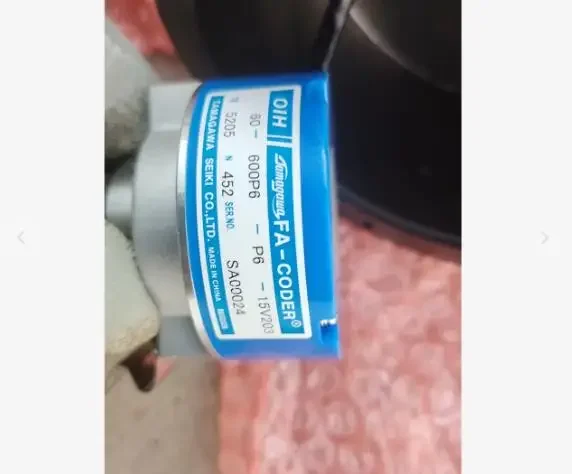 OIH Tamagawa FA-CODER®
60- 600P6 - P6 -15V203
5205 N 452 SER.NO. SA00024
TAMAGAWA SEIKI CO.,LTD. MADE IN CHINA